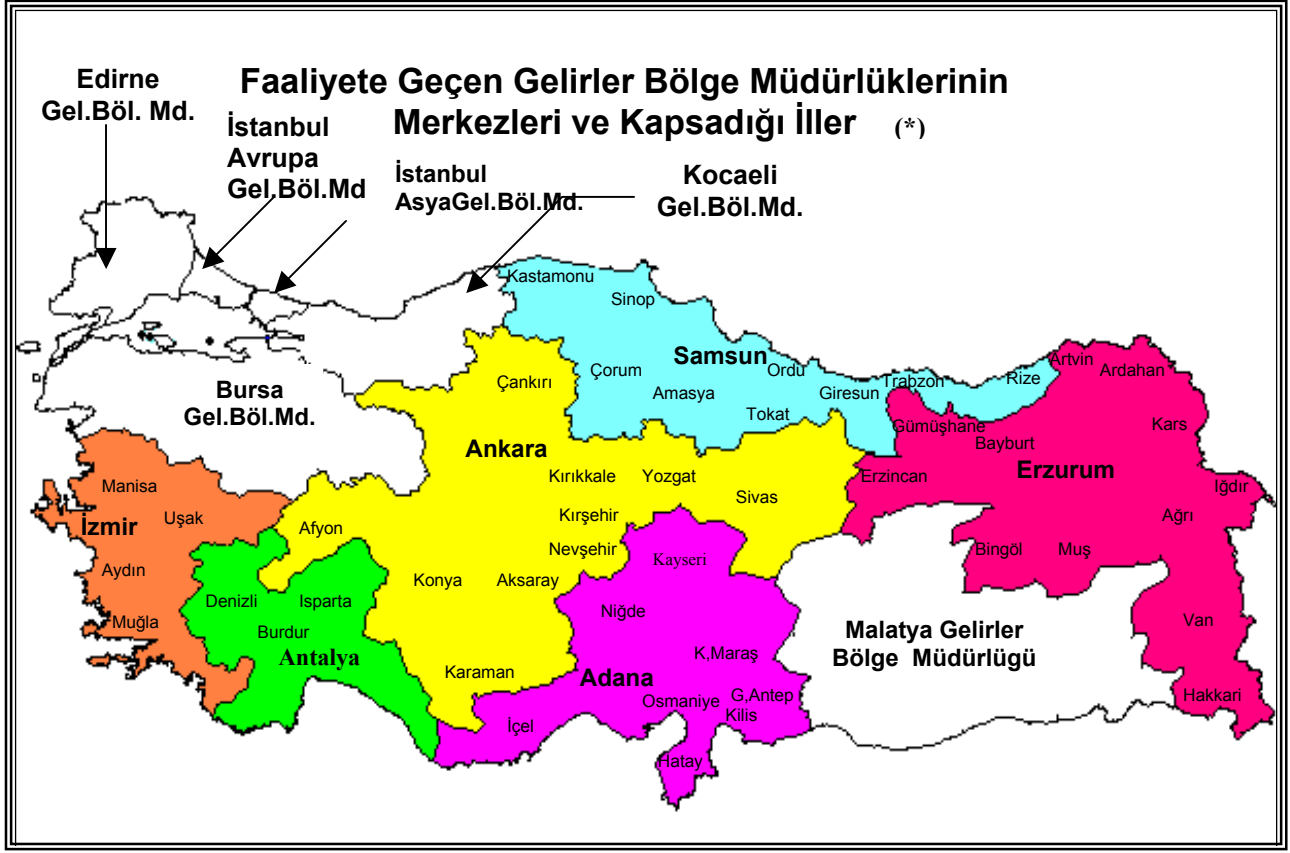 Edirne
Gel.Böl. Md.
Faaliyete Geçen Gelirler Bölge Müdürlüklerinin
Merkezleri ve Kapsadığı İller (*)
İstanbul
Avrupa
Gel.Böl.Md
İstanbul
AsyaGel.Böl.Md.
Kocaeli
Gel.Böl.Md.
Kastamonu
Sinop
Samsun
Çorum
Amasya
Ordu
Tokat
Giresun
Trabzon
Rize
Artvin
Ardahan
Kars
Gümüşhane
Bayburt
Erzurum
Erzincan
Iğdır
Ağrı
Bingöl
Muş
Van
Hakkari
Bursa
Gel.Böl.Md.
Çankırı
Ankara
Kırıkkale
Yozgat
Sivas
Kırşehir
Nevşehir
Afyon
Konya
Aksaray
Karaman
Manisa
İzmir
Uşak
Aydın
Muğla
Denizli
Isparta
Burdur
Antalya
Kayseri
Niğde
K,Maraş
Adana
Osmaniye
G,Antep
Kilis
İçel
Hatay
Malatya Gelirler
Bölge Müdürlügü